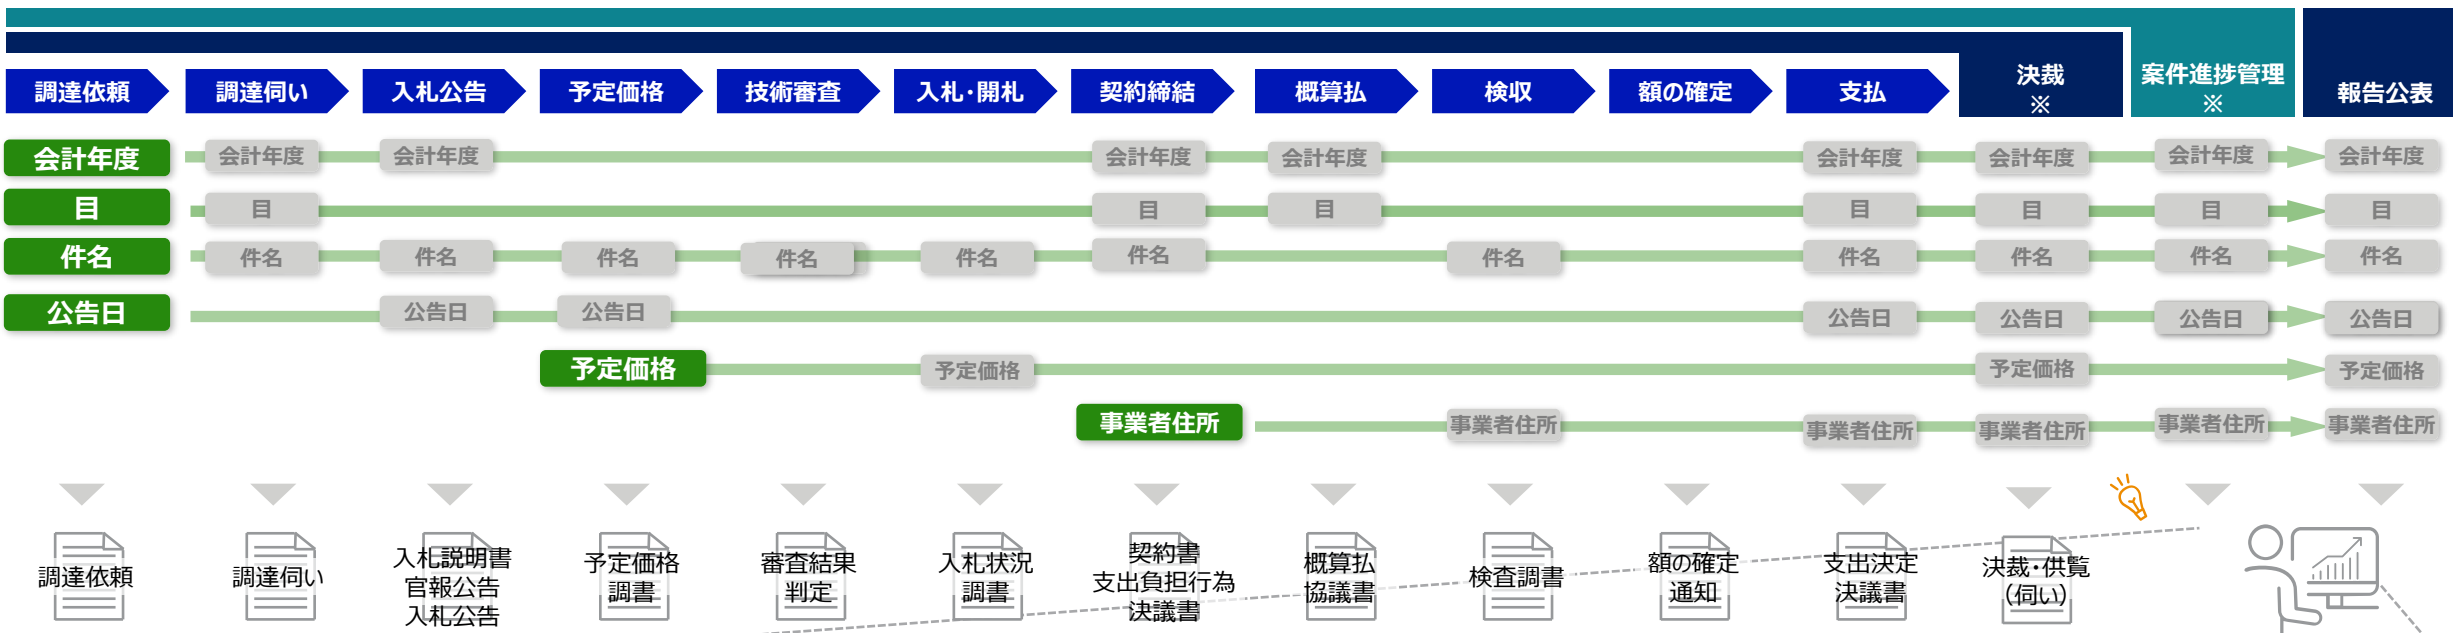 調達依頼
調達伺い
入札公告
予定価格
技術審査
入札・開札
契約締結
概算払
検収
額の確定
支払
決裁
※
案件進捗管理
※
報告公表
会計年度 会計年度 会計年度 会計年度 会計年度 会計年度 会計年度 会計年度 会計年度
目 目 目 目 目 目 目 目
件名 件名 件名 件名 件名 件名 件名 件名 件名 件名 件名 件名
公告日 公告日 公告日 公告日 公告日 公告日 公告日
予定価格 予定価格 予定価格 予定価格
事業者住所 事業者住所 事業者住所 事業者住所 事業者住所 事業者住所
調達依頼
調達伺い
入札説明書
官報公告
入札公告
予定価格
調書
審査結果
判定
入札状況
調書
契約書
支出負担行為
決議書
概算払
協議書
検査調書
額の確定
通知
支出決定
決議書
決裁・供覧
（伺い）